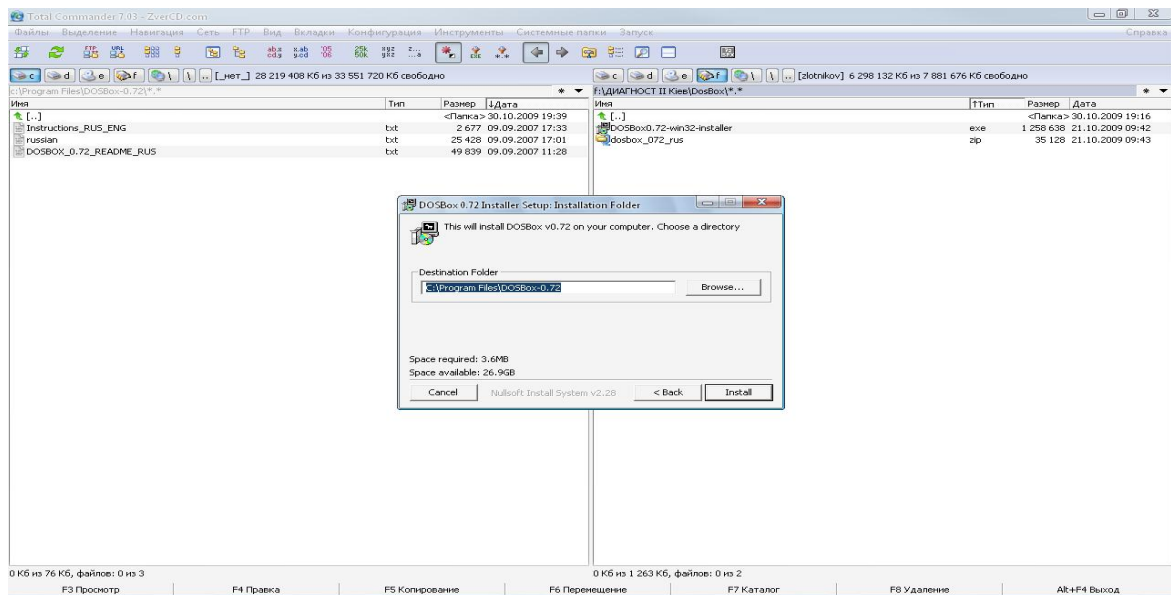 Total Commander 7.03 - ZverCD.com
Файлы Выделение Навигация Сеть FTP Вид Вкладки Конфигурация Инструменты Системные папки Запуск Справка
c d e f \ \ .. [_нет_] 28 219 408 Кб из 33 551 720 Кб свободно
c:\Program Files\DOSBox-0.72\*.*
Имя Тип Размер ↓Дата
[..] <Папка> 30.10.2009 19:39
Instructions_RUS_ENG txt 2 677 09.09.2007 17:33
russian txt 25 428 09.09.2007 17:01
DOSBOX_0.72_README_RUS txt 49 839 09.09.2007 11:28
0 Кб из 76 Кб, файлов: 0 из 3
c d e f \ \ .. [zlotnikov] 6 298 132 Кб из 7 881 676 Кб свободно
f:\ДИАГНОСТ II Киев\DosBox\*.*
Имя ↑Тип Размер Дата
[..] <Папка> 30.10.2009 19:16
DOSBox0.72-win32-installer exe 1 258 638 21.10.2009 09:42
dosbox_072_rus zip 35 128 21.10.2009 09:43
0 Кб из 1 263 Кб, файлов: 0 из 2
DOSBox 0.72 Installer Setup: Installation Folder
This will install DOSBox v0.72 on your computer. Choose a directory
Destination Folder
C:\Program Files\DOSBox-0.72
Browse...
Space required: 3.6MB
Space available: 26.9GB
Cancel Nullsoft Install System v2.28 < Back Install
F3 Просмотр F4 Правка F5 Копирование F6 Перемещение F7 Каталог F8 Удаление Alt+F4 Выход